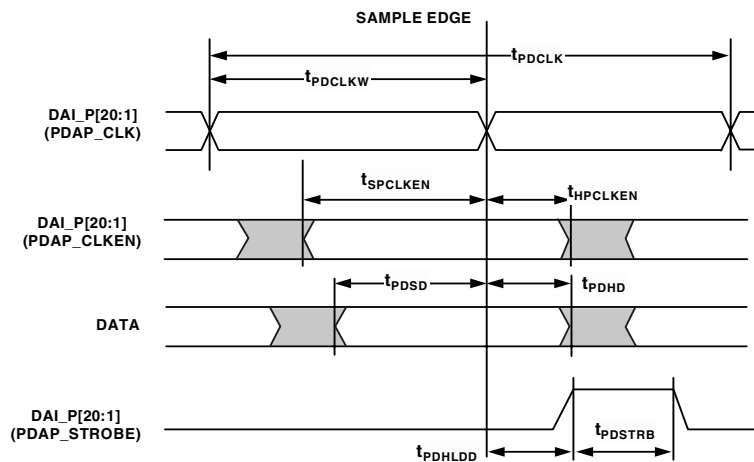 SAMPLE EDGE
tPDCLK
tPDCLKW
DAI_P[20:1]
(PDAP_CLK)
tSPCLKEN
tHPCLKEN
DAI_P[20:1]
(PDAP_CLKEN)
tPDSD
tPDHD
DATA
DAI_P[20:1]
(PDAP_STROBE)
tPDHLDD
tPDSTRB